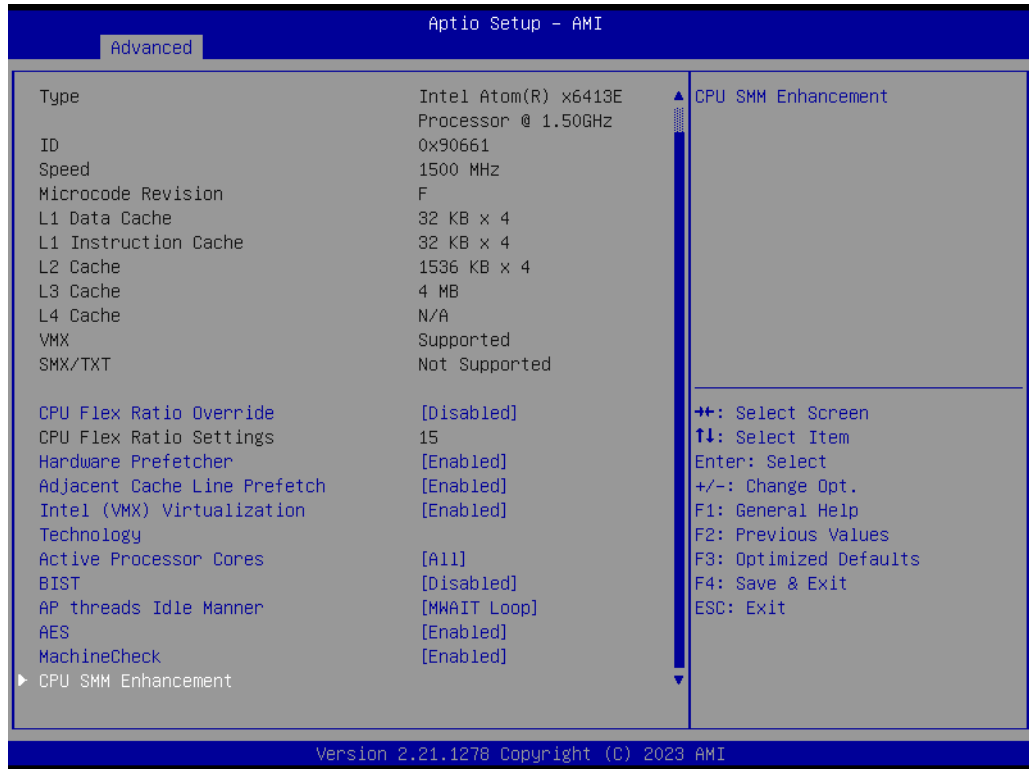 Aptio Setup – AMI
Advanced
Type Intel Atom(R) x6413E
Processor @ 1.50GHz
ID 0x90661
Speed 1500 MHz
Microcode Revision F
L1 Data Cache 32 KB x 4
L1 Instruction Cache 32 KB x 4
L2 Cache 1536 KB x 4
L3 Cache 4 MB
L4 Cache N/A
VMX Supported
SMX/TXT Not Supported
CPU Flex Ratio Override [Disabled]
CPU Flex Ratio Settings 15
Hardware Prefetcher [Enabled]
Adjacent Cache Line Prefetch [Enabled]
Intel (VMX) Virtualization [Enabled]
Technology
Active Processor Cores [All]
BIST [Disabled]
AP threads Idle Manner [MWAIT Loop]
AES [Enabled]
MachineCheck [Enabled]
▶ CPU SMM Enhancement
CPU SMM Enhancement
→←: Select Screen
↑↓: Select Item
Enter: Select
+/-: Change Opt.
F1: General Help
F2: Previous Values
F3: Optimized Defaults
F4: Save & Exit
ESC: Exit
Version 2.21.1278 Copyright (C) 2023 AMI